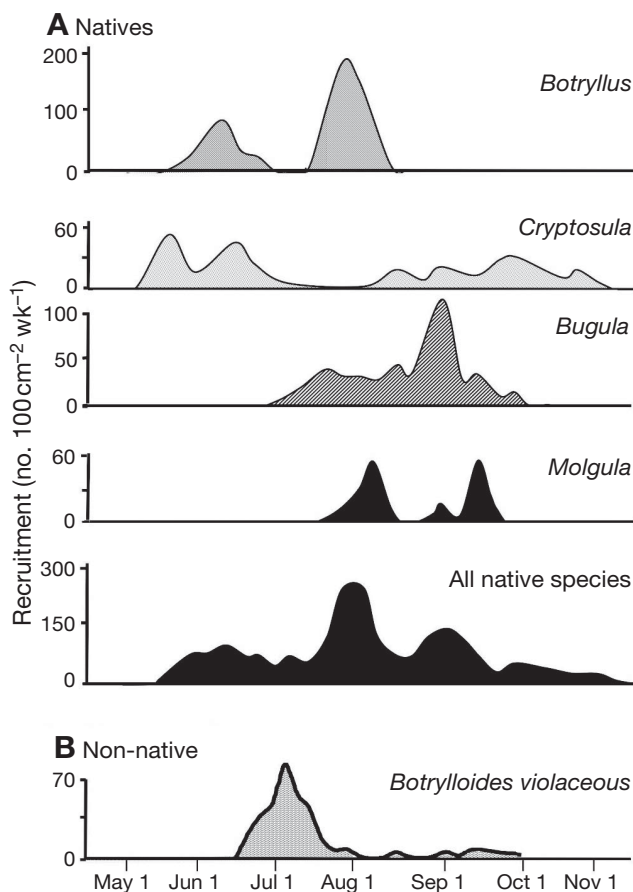 A Natives
200
100
0
Botryllus
60
0
Cryptosula
100
50
0
Bugula
60
0
Molgula
300
150
0
All native species
Recruitment (no. 100 cm⁻² wk⁻¹)
B Non-native
70
0
Botrylloides violaceous
May 1 Jun 1 Jul 1 Aug 1 Sep 1 Oct 1 Nov 1